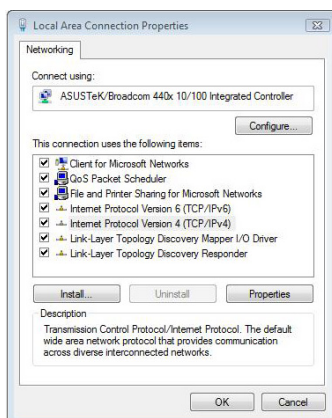 Local Area Connection Properties
Networking
Connect using:
ASUSTeK/Broadcom 440x 10/100 Integrated Controller
Configure...
This connection uses the following items:
Client for Microsoft Networks
QoS Packet Scheduler
File and Printer Sharing for Microsoft Networks
Internet Protocol Version 6 (TCP/IPv6)
Internet Protocol Version 4 (TCP/IPv4)
Link-Layer Topology Discovery Mapper I/O Driver
Link-Layer Topology Discovery Responder
Install... Uninstall Properties
Description
Transmission Control Protocol/Internet Protocol. The default
wide area network protocol that provides communication
across diverse interconnected networks.
OK Cancel